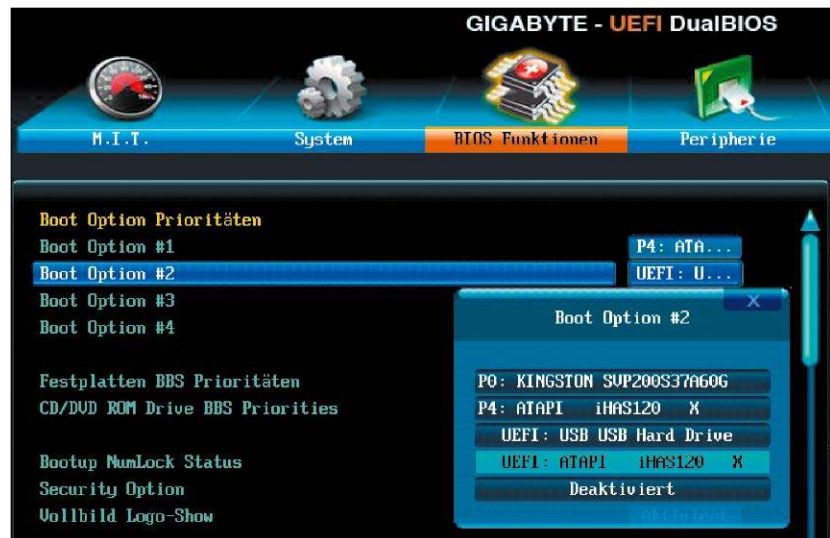 GIGABYTE - UEFI DualBIOS
M.I.T.
System
BIOS Funktionen
Peripherie
Boot Option Prioritäten
Boot Option #1
P4: ATA...
Boot Option #2
UEFI: U...
Boot Option #3
Boot Option #4
Festplatten BBS Prioritäten
CD/DVD ROM Drive BBS Priorities
Bootup NumLock Status
Security Option
Vollbild Logo-Show
X
Boot Option #2
P0: KINGSTON SVP200S37A60G
P4: ATAPI iHAS120 X
UEFI: USB USB Hard Drive
UEFI: ATAPI iHAS120 X
Deaktiviert
Aktiviert